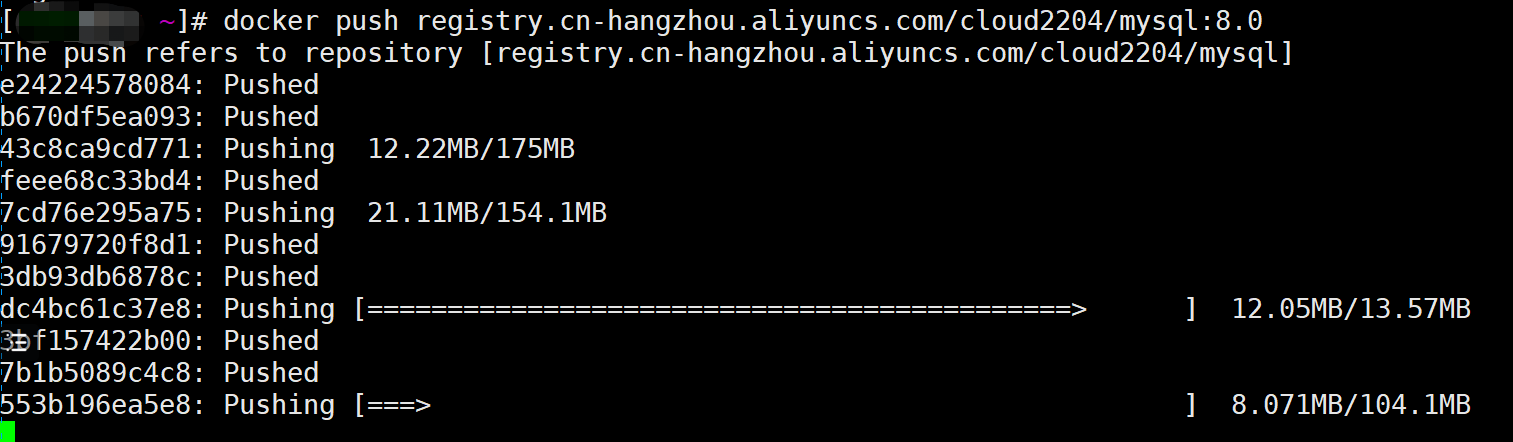 [ ~]# docker push registry.cn-hangzhou.aliyuncs.com/cloud2204/mysql:8.0
The push refers to repository [registry.cn-hangzhou.aliyuncs.com/cloud2204/mysql]
e24224578084: Pushed
b670df5ea093: Pushed
43c8ca9cd771: Pushing 12.22MB/175MB
feee68c33bd4: Pushed
7cd76e295a75: Pushing 21.11MB/154.1MB
91679720f8d1: Pushed
3db93db6878c: Pushed
dc4bc61c37e8: Pushing [============================================>      ] 12.05MB/13.57MB
3bf157422b00: Pushed
7b1b5089c4c8: Pushed
553b196ea5e8: Pushing [===>                                               ] 8.071MB/104.1MB